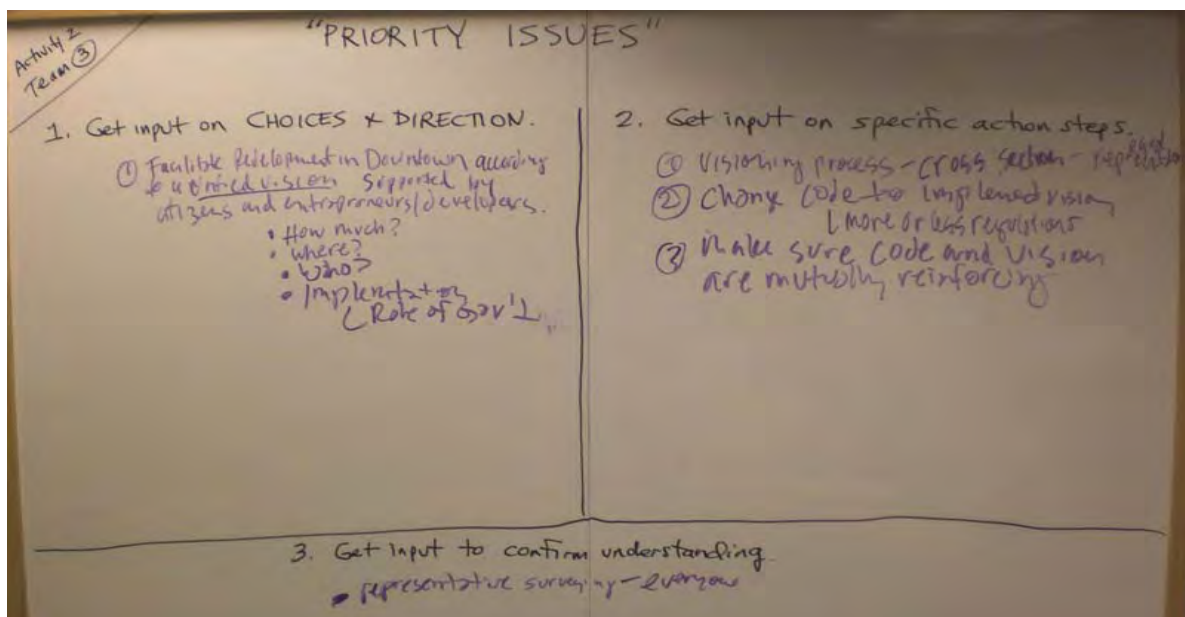 Activity 2
Team ③
"PRIORITY ISSUES"
1. Get input on CHOICES & DIRECTION.
① Facilitate Redevelopment in Downtown according
to unified vision supported by
citizens and entrepreneurs/developers.
• How much?
• where?
• Who?
• Implementation
Role of Gov't
2. Get input on specific action steps.
① Visioning process - cross section -
② Change code to implement vision
more or less regulations
③ Make sure code and vision
are mutually reinforcing
3. Get input to confirm understanding
• representative surveying - everyone